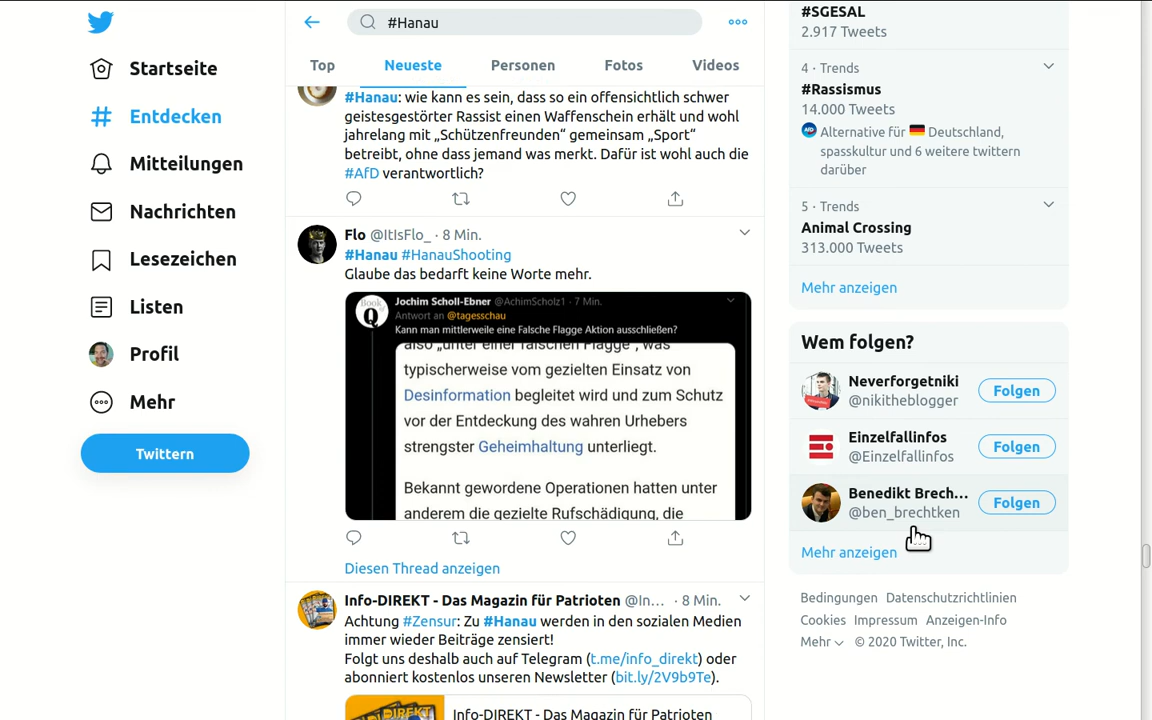 Startseite
Entdecken
Mitteilungen
Nachrichten
Lesezeichen
Listen
Profil
Mehr
Twittern
#Hanau
Top
Neueste
Personen
Fotos
Videos
#Hanau: wie kann es sein, dass so ein offensichtlich schwer
geistesgestörter Rassist einen Waffenschein erhält und wohl
jahrelang mit „Schützenfreunden“ gemeinsam „Sport“
betreibt, ohne dass jemand was merkt. Dafür ist wohl auch die
#AfD verantwortlich?
Flo @ItIsFlo_ · 8 Min.
#Hanau #HanauShooting
Glaube das bedarft keine Worte mehr.
Book of
Q
Jochim Scholl-Ebner @AchimScholz1 · 7 Min.
Antwort an @tagesschau
Kann man mittlerweile eine Falsche Flagge Aktion ausschließen?
also „unter einer falschen Flagge“, was
typischerweise vom gezielten Einsatz von
Desinformation begleitet wird und zum Schutz
vor der Entdeckung des wahren Urhebers
strengster Geheimhaltung unterliegt.
Bekannt gewordene Operationen hatten unter
anderem die gezielte Rufschädigung, die
Diesen Thread anzeigen
Info-DIREKT - Das Magazin für Patrioten @In... · 8 Min.
Achtung #Zensur: Zu #Hanau werden in den sozialen Medien
immer wieder Beiträge zensiert!
Folgt uns deshalb auch auf Telegram (t.me/info_direkt) oder
abonniert kostenlos unseren Newsletter (bit.ly/2V9b9Te).
Info-DIREKT - Das Magazin für Patrioten
#SGESAL
2.917 Tweets
4 · Trends
#Rassismus
14.000 Tweets
AfD Alternative für Deutschland,
spasskultur und 6 weitere twittern
darüber
5 · Trends
Animal Crossing
313.000 Tweets
Mehr anzeigen
Wem folgen?
Neverforgetniki
@nikitheblogger
Folgen
Einzelfallinfos
@Einzelfallinfos
Folgen
Benedikt Brech...
@ben_brechtken
Folgen
Mehr anzeigen
Bedingungen Datenschutzrichtlinien
Cookies Impressum Anzeigen-Info
Mehr © 2020 Twitter, Inc.